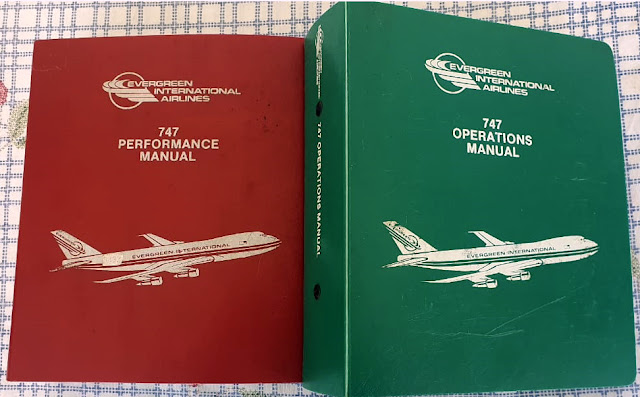 EVERGREEN
INTERNATIONAL
AIRLINES
747
PERFORMANCE
MANUAL
EVERGREEN INTERNATIONAL
747 OPERATIONS MANUAL
EVERGREEN
INTERNATIONAL
AIRLINES
747
OPERATIONS
MANUAL
EVERGREEN INTERNATIONAL